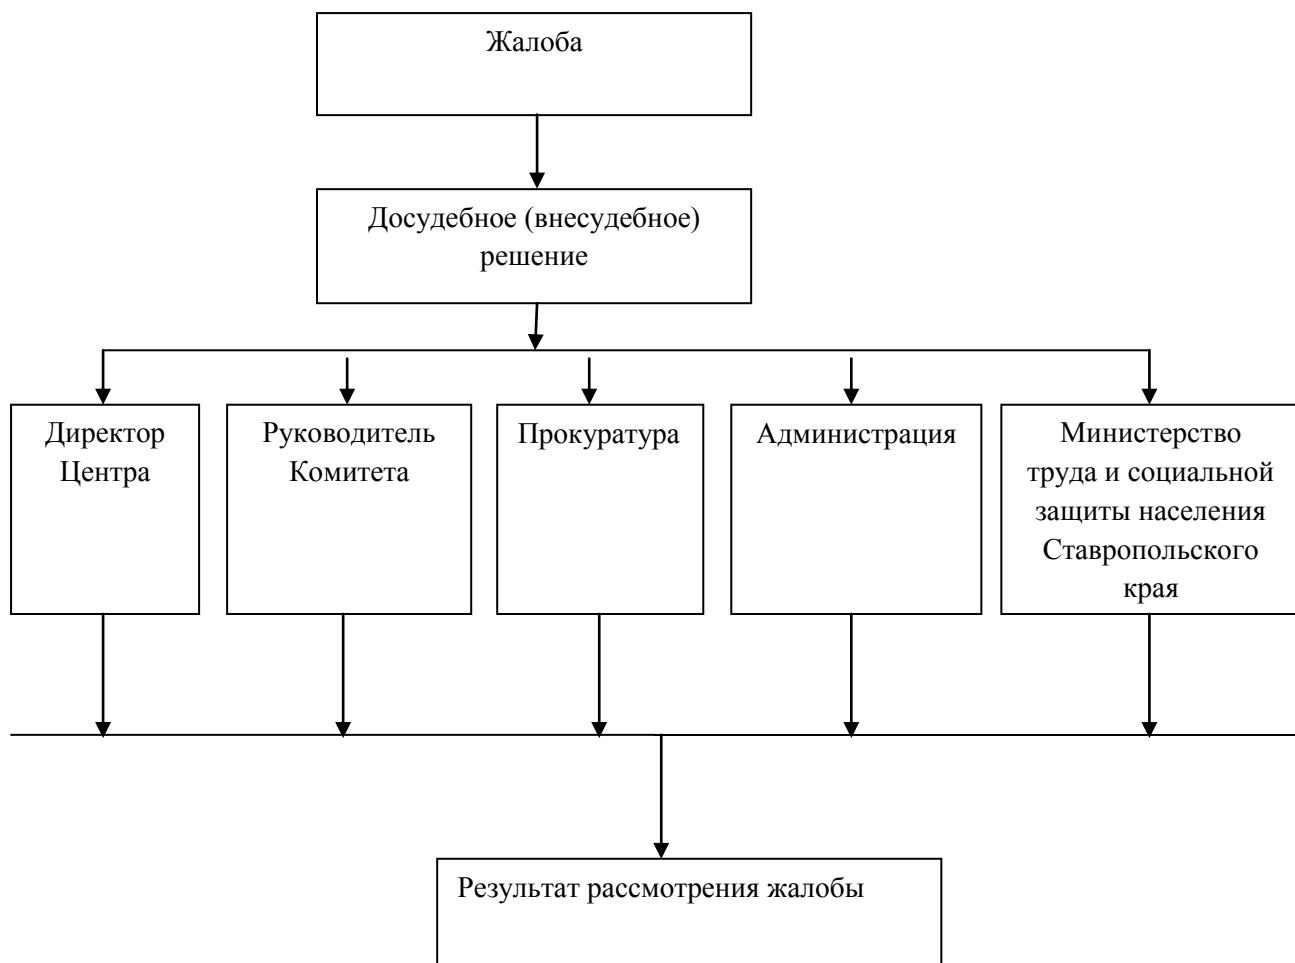 Жалоба
Досудебное (внесудебное)
решение
Директор
Центра
Руководитель
Комитета
Прокуратура
Администрация
Министерство
труда и социальной
защиты населения
Ставропольского
края
Результат рассмотрения жалобы